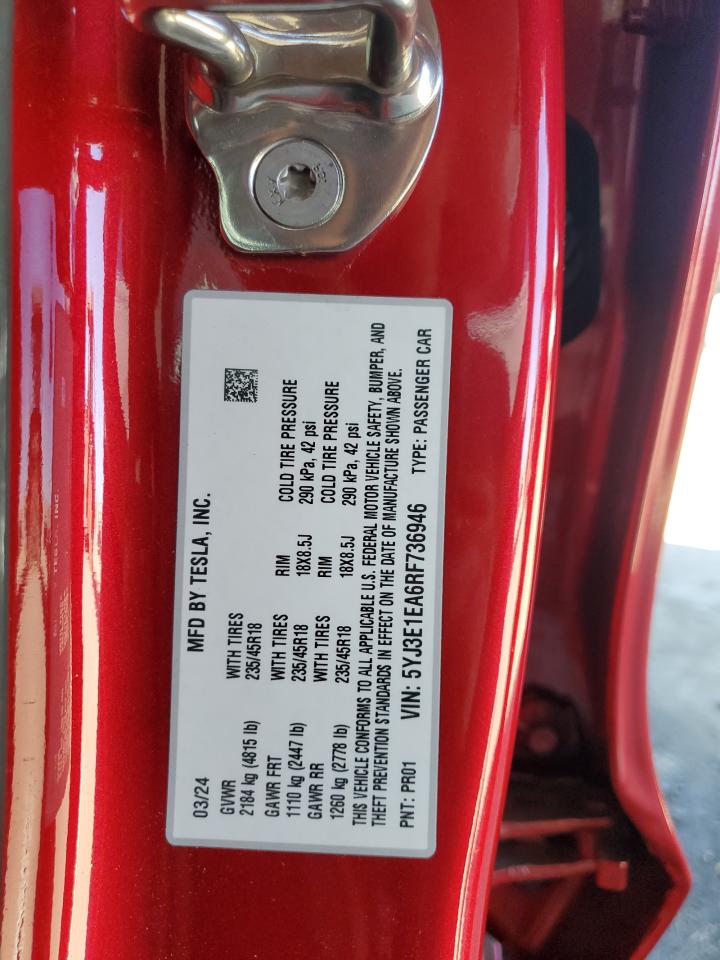 MFD BY TESLA, INC.
03/24
GVWR WITH TIRES RIM COLD TIRE PRESSURE
2184 kg (4815 lb) 235/45R18 18X8.5J 290 kPa, 42 psi
GAWR FRT WITH TIRES RIM COLD TIRE PRESSURE
1110 kg (2447 lb) 235/45R18 18X8.5J 290 kPa, 42 psi
GAWR RR WITH TIRES
1260 kg (2778 lb) 235/45R18
THIS VEHICLE CONFORMS TO ALL APPLICABLE U.S. FEDERAL MOTOR VEHICLE SAFETY, BUMPER, AND
THEFT PREVENTION STANDARDS IN EFFECT ON THE DATE OF MANUFACTURE SHOWN ABOVE.
PNT: PR01 VIN: 5YJ3E1EA6RF736946 TYPE: PASSENGER CAR